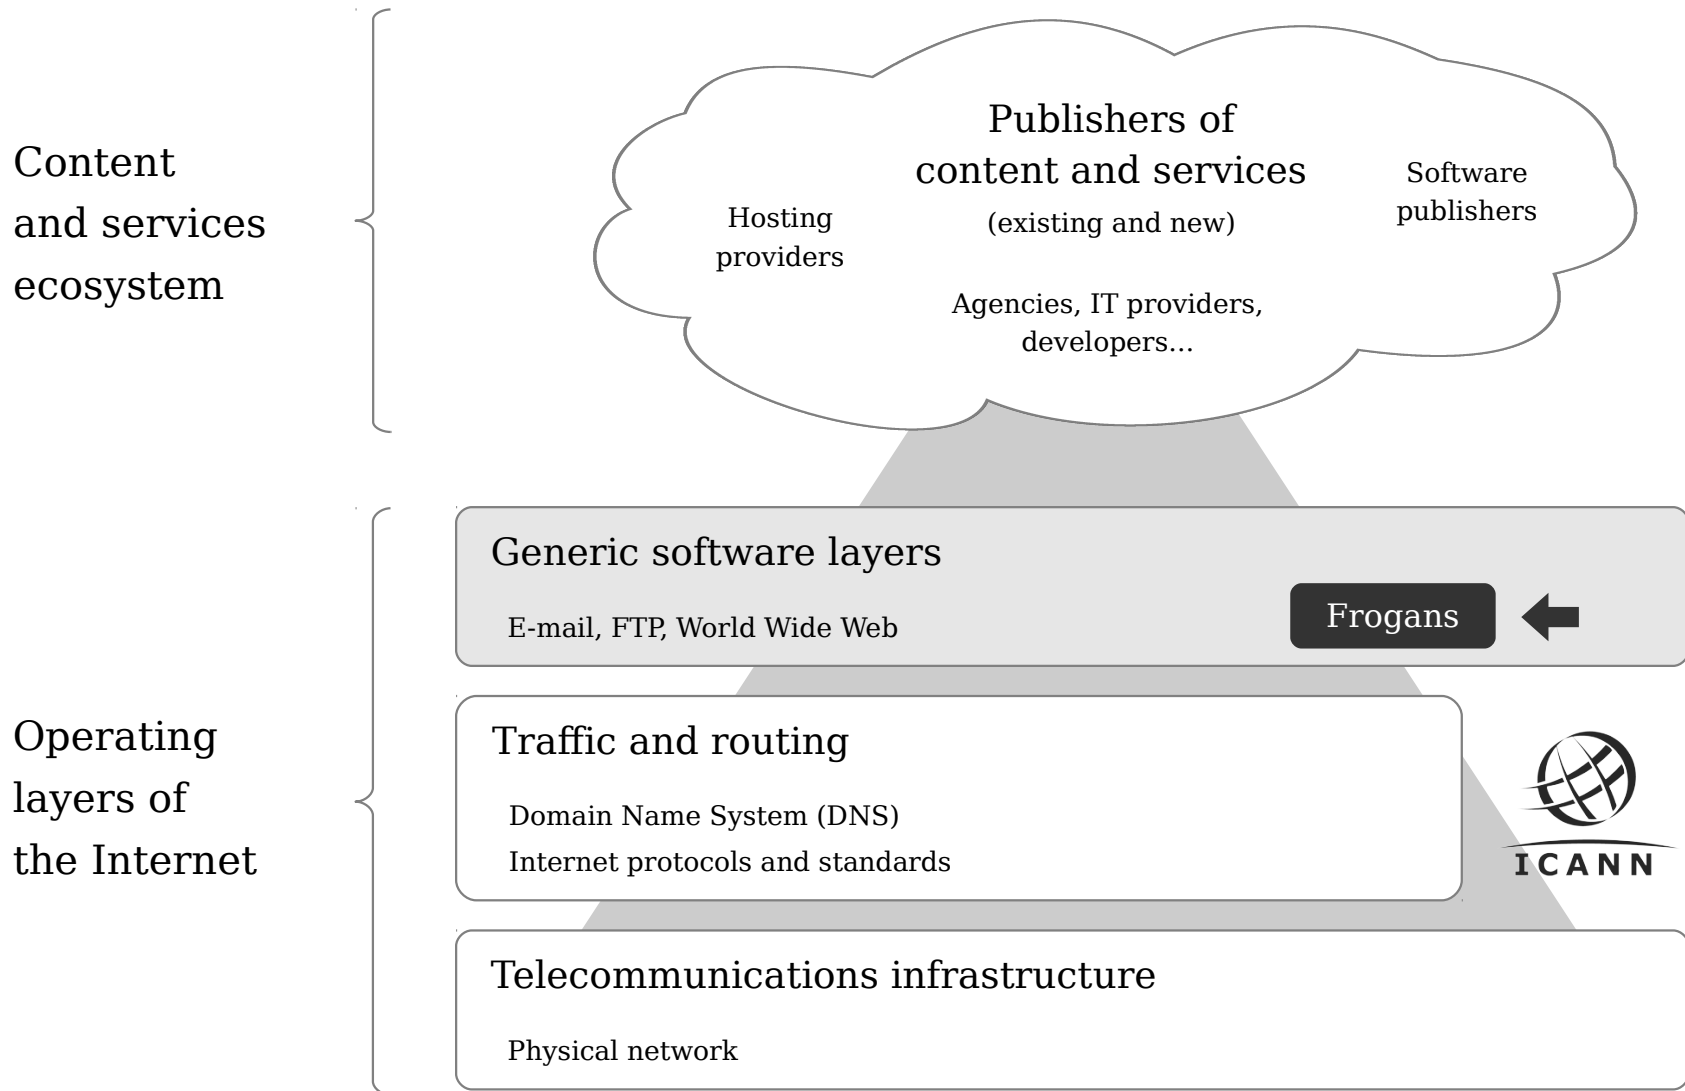 Content
and services
ecosystem
Publishers of
content and services
(existing and new)
Hosting
providers
Software
publishers
Agencies, IT providers,
developers...
Operating
layers of
the Internet
Generic software layers
E-mail, FTP, World Wide Web
Frogans
Traffic and routing
Domain Name System (DNS)
Internet protocols and standards
ICANN
Telecommunications infrastructure
Physical network